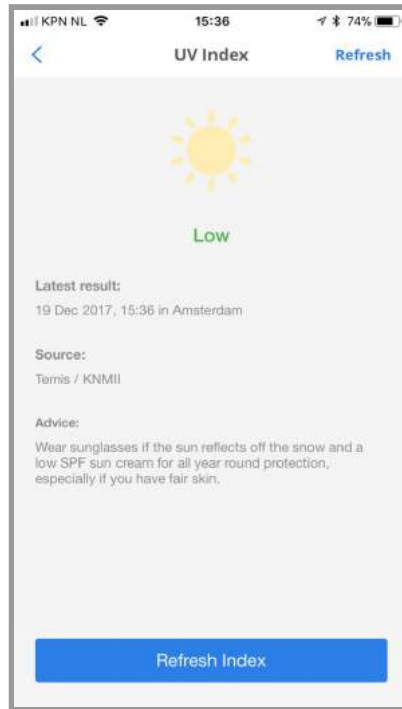 KPN NL 15:36 74%
UV Index Refresh
Low
Latest result:
19 Dec 2017, 15:36 in Amsterdam
Source:
Temis / KNMII
Advice:
Wear sunglasses if the sun reflects off the snow and a
low SPF sun cream for all year round protection,
especially if you have fair skin.
Refresh Index